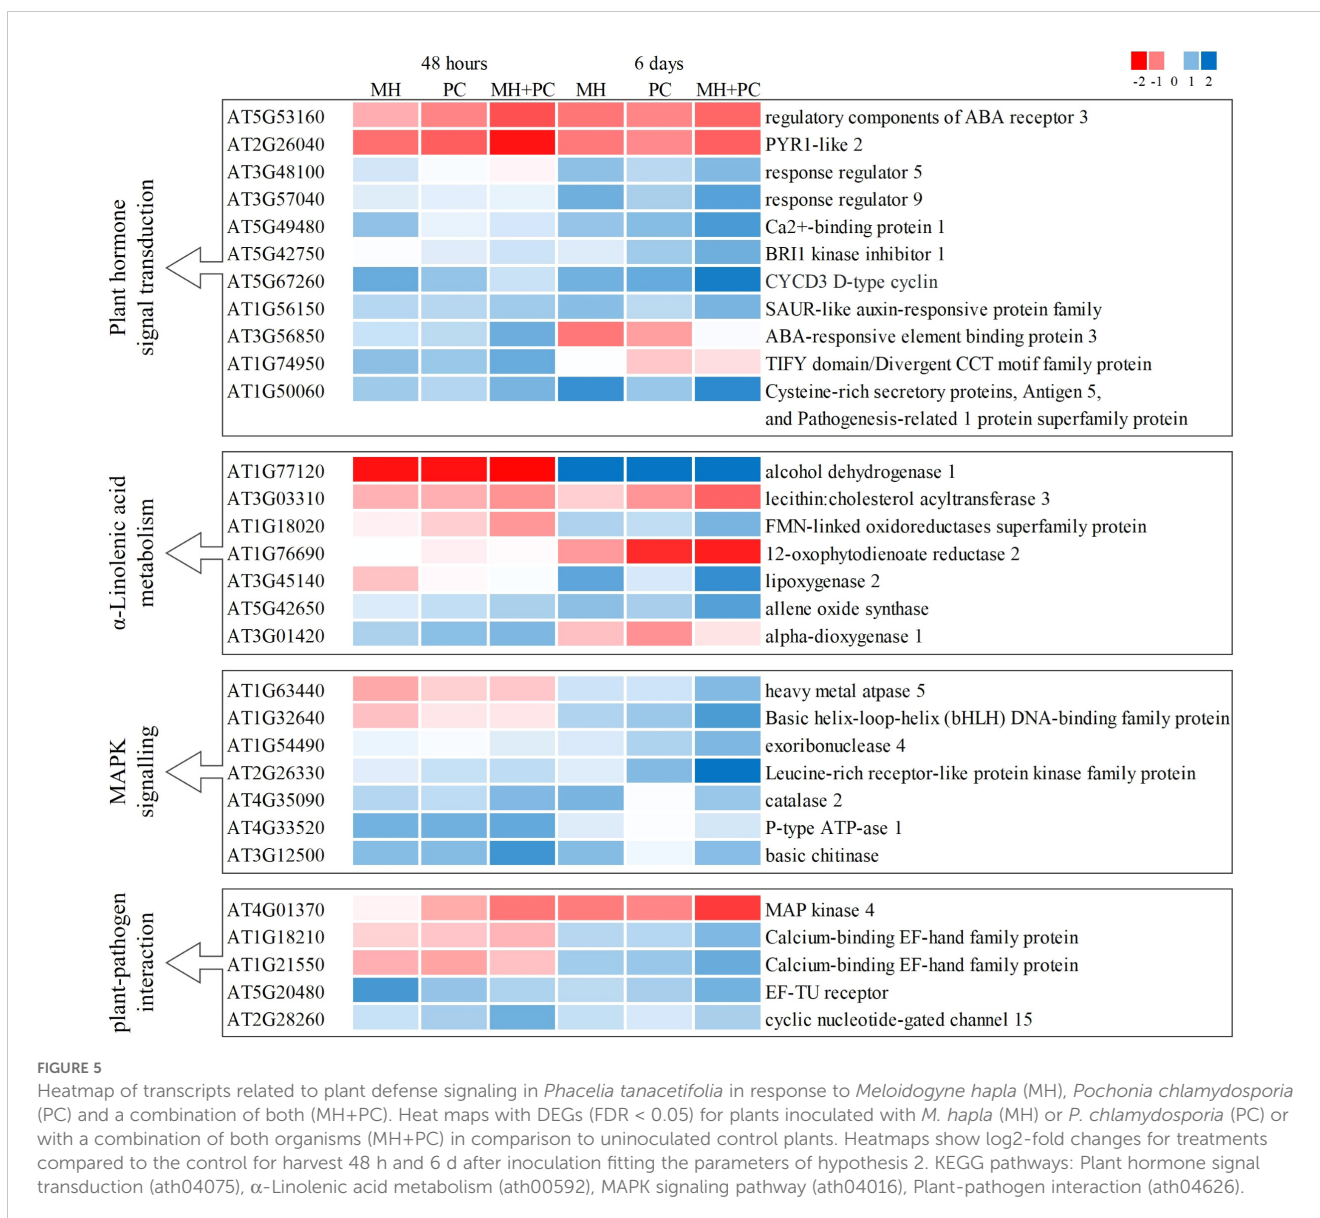 48 hours 6 days
MH PC MH+PC MH PC MH+PC
-2 -1 0 1 2
Plant hormone
signal transduction
AT5G53160 regulatory components of ABA receptor 3
AT2G26040 PYR1-like 2
AT3G48100 response regulator 5
AT3G57040 response regulator 9
AT5G49480 Ca2+-binding protein 1
AT5G42750 BRI1 kinase inhibitor 1
AT5G67260 CYCD3 D-type cyclin
AT1G56150 SAUR-like auxin-responsive protein family
AT3G56850 ABA-responsive element binding protein 3
AT1G74950 TIFY domain/Divergent CCT motif family protein
AT1G50060 Cysteine-rich secretory proteins, Antigen 5,
and Pathogenesis-related 1 protein superfamily protein
α-Linolenic acid
metabolism
AT1G77120 alcohol dehydrogenase 1
AT3G03310 lecithin:cholesterol acyltransferase 3
AT1G18020 FMN-linked oxidoreductases superfamily protein
AT1G76690 12-oxophytodienoate reductase 2
AT3G45140 lipoxygenase 2
AT5G42650 allene oxide synthase
AT3G01420 alpha-dioxygenase 1
MAPK
signalling
AT1G63440 heavy metal atpase 5
AT1G32640 Basic helix-loop-helix (bHLH) DNA-binding family protein
AT1G54490 exoribonuclease 4
AT2G26330 Leucine-rich receptor-like protein kinase family protein
AT4G35090 catalase 2
AT4G33520 P-type ATP-ase 1
AT3G12500 basic chitinase
plant-pathogen
interaction
AT4G01370 MAP kinase 4
AT1G18210 Calcium-binding EF-hand family protein
AT1G21550 Calcium-binding EF-hand family protein
AT5G20480 EF-TU receptor
AT2G28260 cyclic nucleotide-gated channel 15
FIGURE 5
Heatmap of transcripts related to plant defense signaling in Phacelia tanacetifolia in response to Meloidogyne hapla (MH), Pochonia chlamydosporia
(PC) and a combination of both (MH+PC). Heat maps with DEGs (FDR < 0.05) for plants inoculated with M. hapla (MH) or P. chlamydosporia (PC) or
with a combination of both organisms (MH+PC) in comparison to uninoculated control plants. Heatmaps show log2-fold changes for treatments
compared to the control for harvest 48 h and 6 d after inoculation fitting the parameters of hypothesis 2. KEGG pathways: Plant hormone signal
transduction (ath04075), α-Linolenic acid metabolism (ath00592), MAPK signaling pathway (ath04016), Plant-pathogen interaction (ath04626).